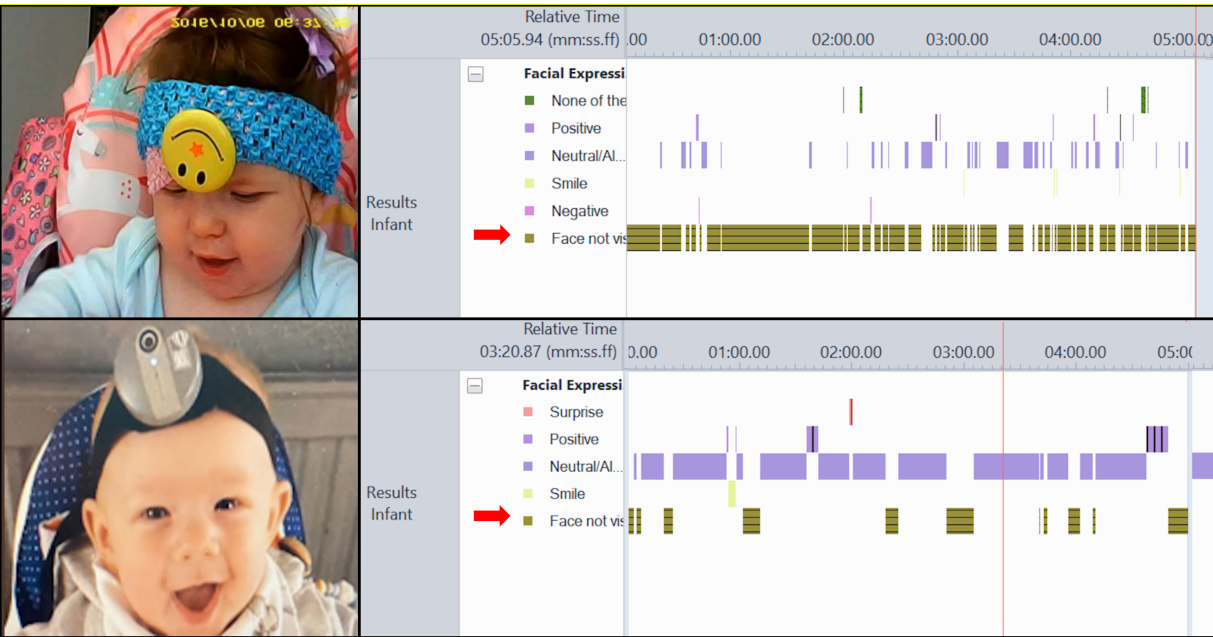 2016/10/06 06:37
Relative Time
05:05.94 (mm:ss.ff) .00 01:00.00 02:00.00 03:00.00 04:00.00 05:00.00
Facial Expressi
None of the
Positive
Neutral/Al...
Smile
Negative
Face not vis
Results
Infant
Relative Time
03:20.87 (mm:ss.ff) 0.00 01:00.00 02:00.00 03:00.00 04:00.00 05:0(
Facial Expressi
Surprise
Positive
Neutral/Al...
Smile
Face not vis
Results
Infant